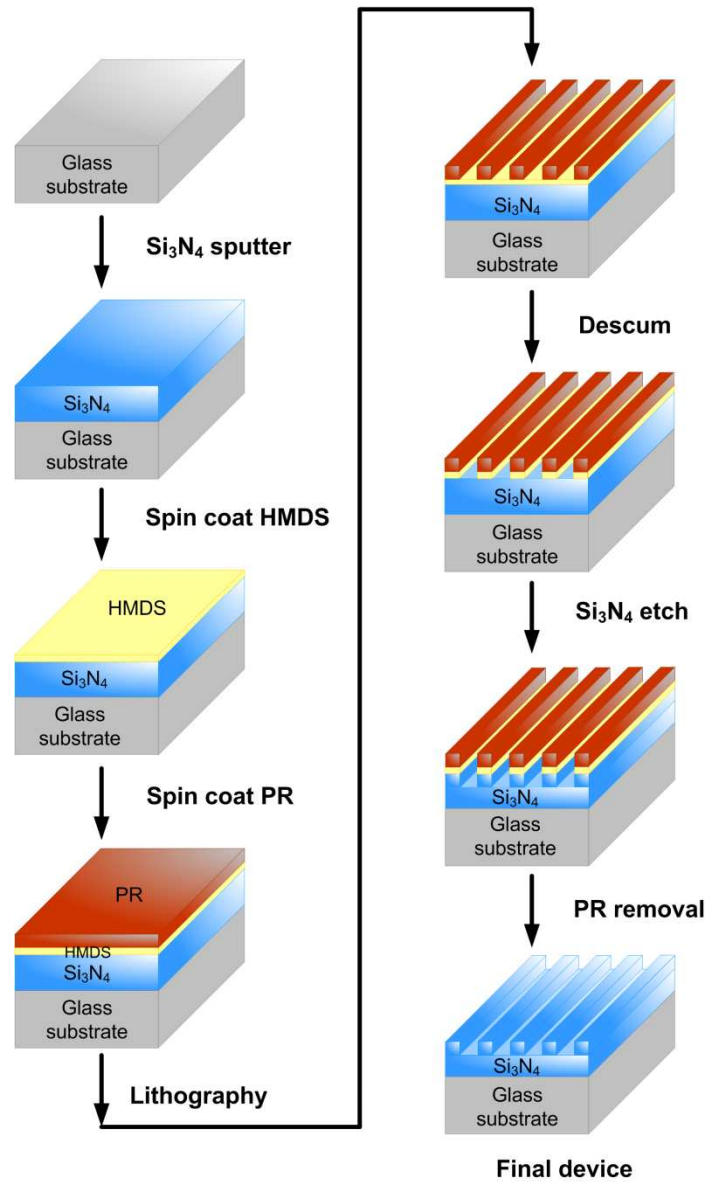 Glass
substrate
Si₃N₄ sputter
Si₃N₄
Glass
substrate
Spin coat HMDS
HMDS
Si₃N₄
Glass
substrate
Spin coat PR
PR
HMDS
Si₃N₄
Glass
substrate
Lithography
Si₃N₄
Glass
substrate
Descum
Si₃N₄
Glass
substrate
Si₃N₄ etch
Si₃N₄
Glass
substrate
PR removal
Si₃N₄
Glass
substrate
Final device